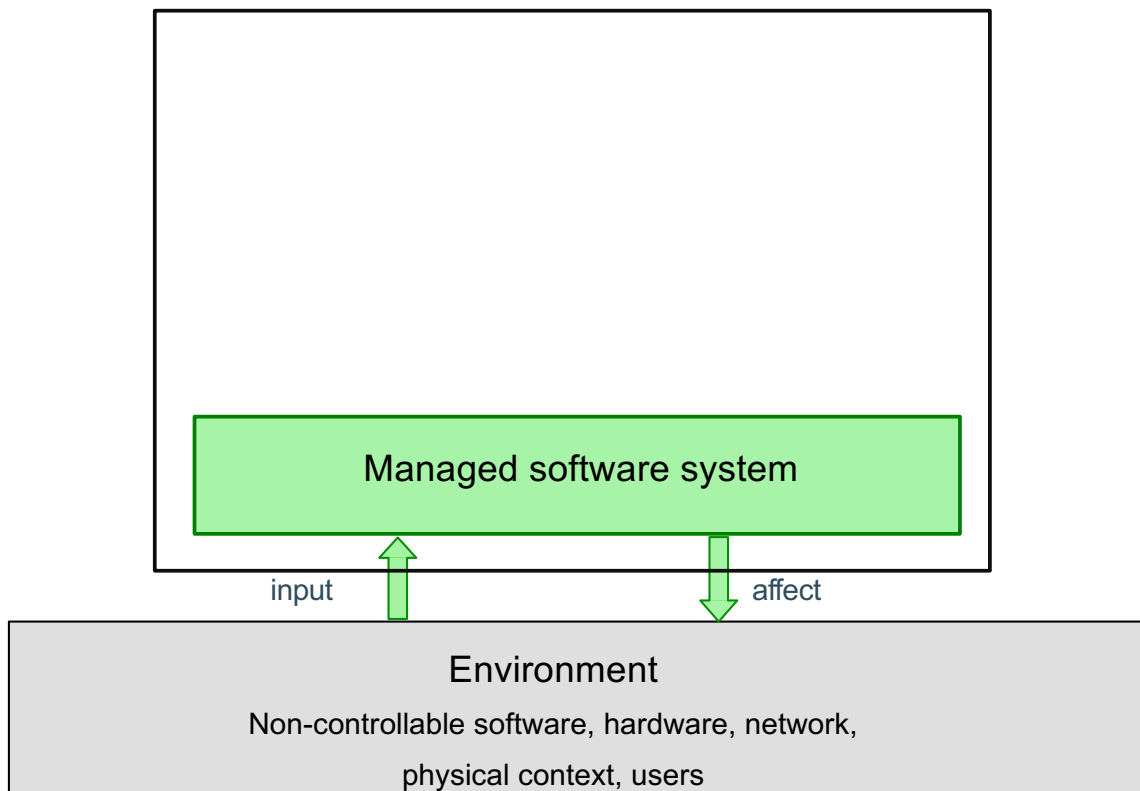 Managed software system
input
affect
Environment
Non-controllable software, hardware, network,
physical context, users